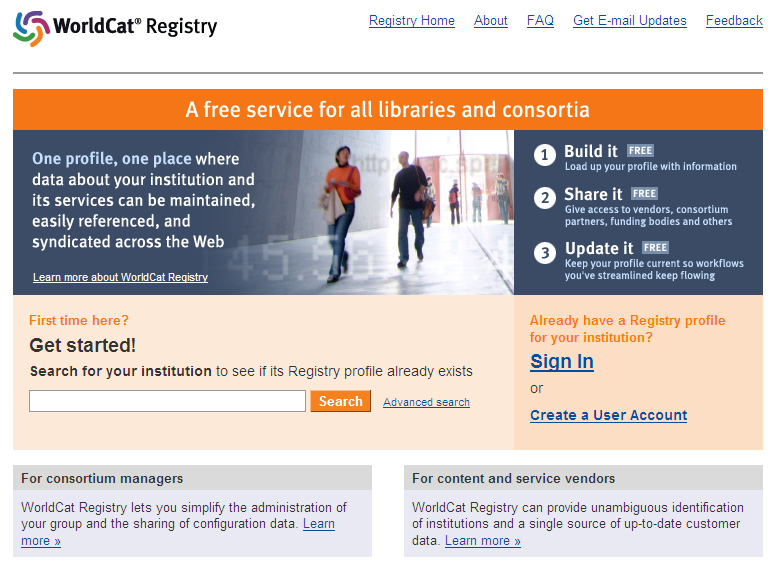 WorldCat® Registry
Registry Home About FAQ Get E-mail Updates Feedback
A free service for all libraries and consortia
One profile, one place where
data about your institution and
its services can be maintained,
easily referenced, and
syndicated across the Web
Learn more about WorldCat Registry
1 Build it FREE
Load up your profile with information
2 Share it FREE
Give access to vendors, consortium
partners, funding bodies and others
3 Update it FREE
Keep your profile current so workflows
you've streamlined keep flowing
First time here?
Get started!
Search for your institution to see if its Registry profile already exists
Search Advanced search
Already have a Registry profile
for your institution?
Sign In
or
Create a User Account
For consortium managers
WorldCat Registry lets you simplify the administration of
your group and the sharing of configuration data. Learn
more »
For content and service vendors
WorldCat Registry can provide unambiguous identification
of institutions and a single source of up-to-date customer
data. Learn more »